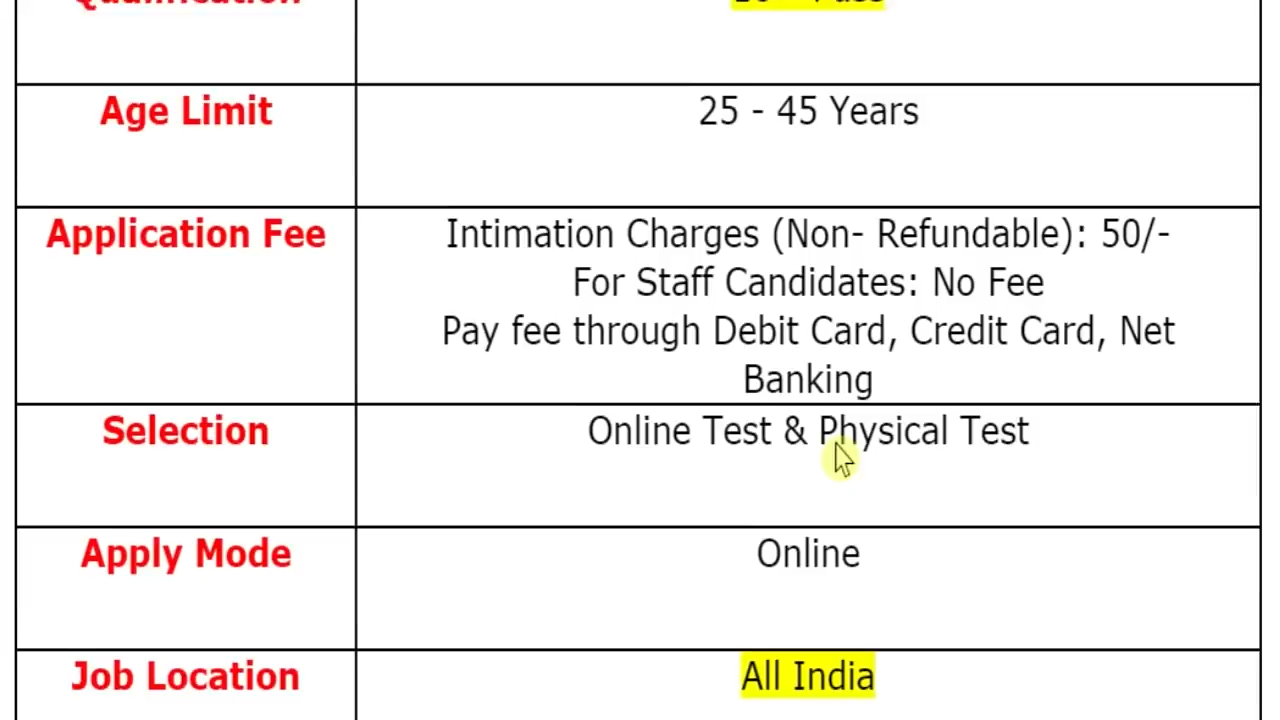 Qualification
Pass
Age Limit
25 - 45 Years
Application Fee
Intimation Charges (Non- Refundable): 50/-
For Staff Candidates: No Fee
Pay fee through Debit Card, Credit Card, Net
Banking
Selection
Online Test & Physical Test
Apply Mode
Online
Job Location
All India